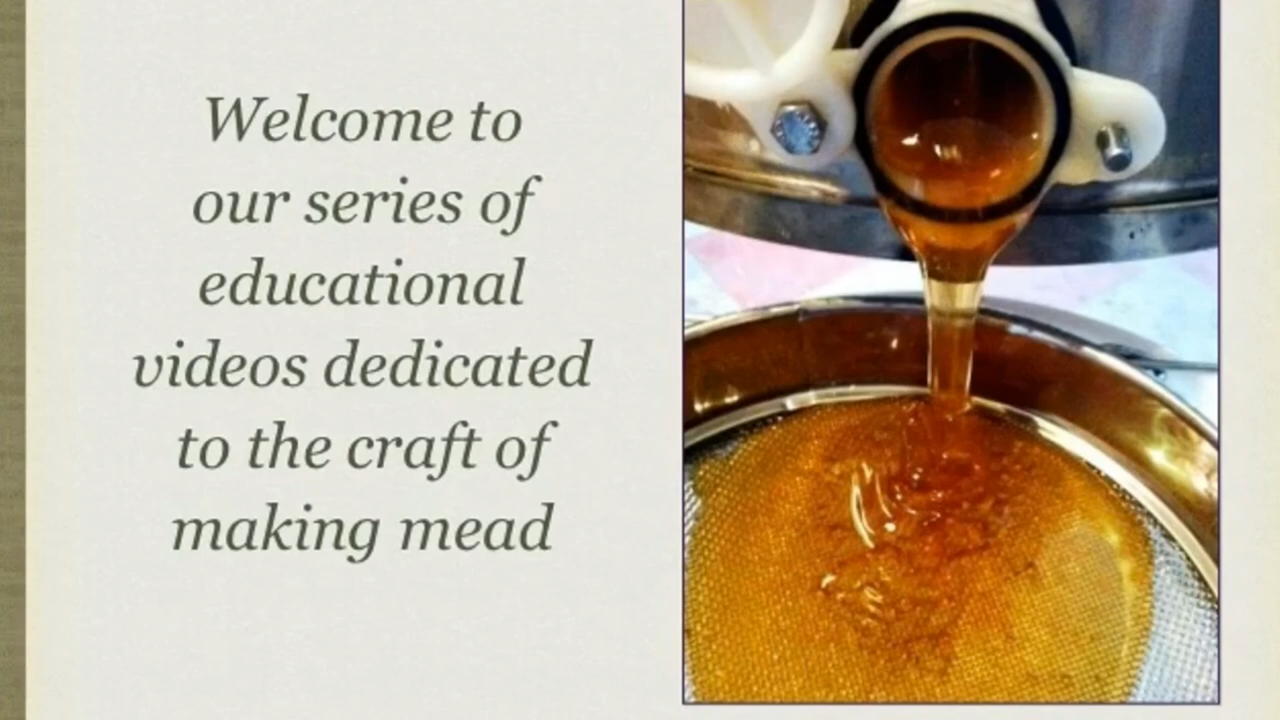 Welcome to
our series of
educational
videos dedicated
to the craft of
making mead